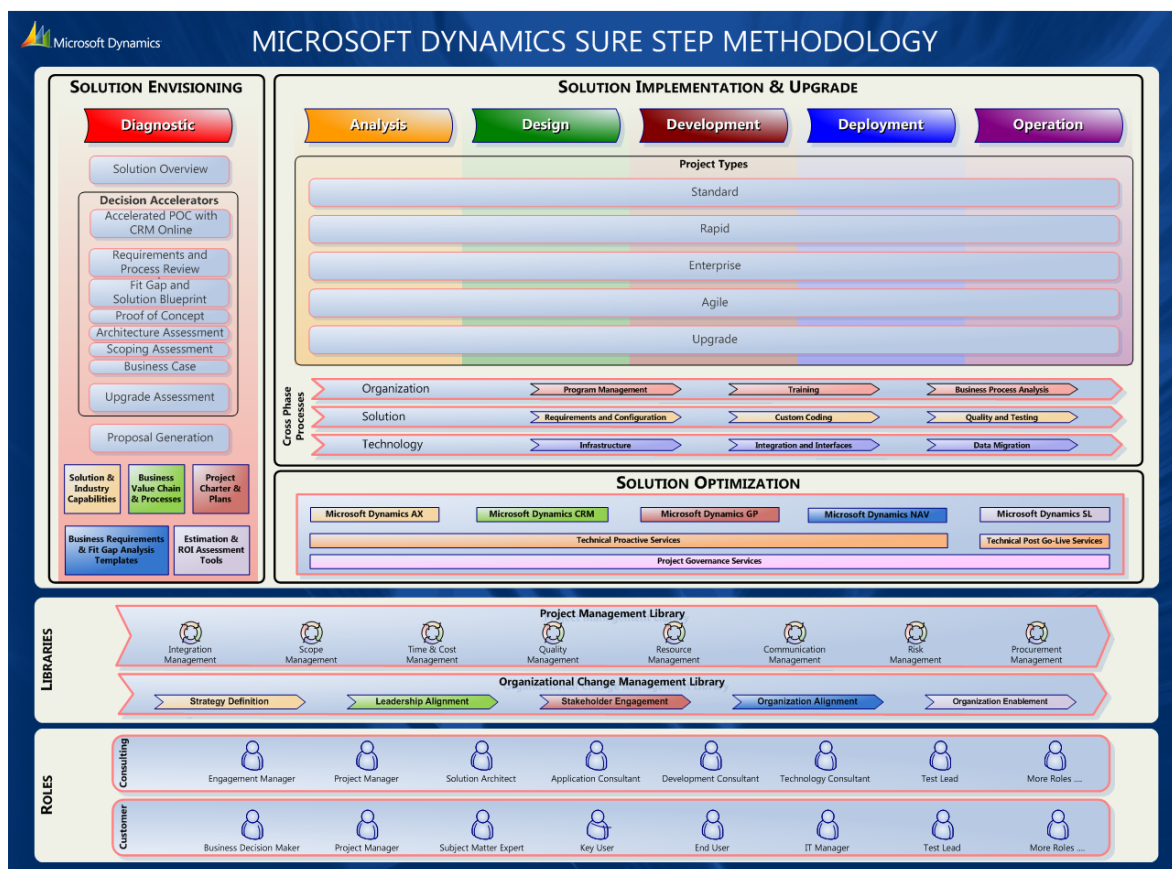 Microsoft Dynamics
MICROSOFT DYNAMICS SURE STEP METHODOLOGY
SOLUTION ENVISIONING
Diagnostic
Solution Overview
Decision Accelerators
Accelerated POC with
CRM Online
Requirements and
Process Review
Fit Gap and
Solution Blueprint
Proof of Concept
Architecture Assessment
Scoping Assessment
Business Case
Upgrade Assessment
Proposal Generation
Solution &
Industry
Capabilities
Business
Value Chain
& Processes
Project
Charter &
Plans
Business Requirements
& Fit Gap Analysis
Templates
Estimation &
ROI Assessment
Tools
SOLUTION IMPLEMENTATION & UPGRADE
Analysis
Design
Development
Deployment
Operation
Project Types
Standard
Rapid
Enterprise
Agile
Upgrade
Cross Phase
Processes
Organization
Program Management
Training
Business Process Analysis
Solution
Requirements and Configuration
Custom Coding
Quality and Testing
Technology
Infrastructure
Integration and Interfaces
Data Migration
SOLUTION OPTIMIZATION
Microsoft Dynamics AX
Microsoft Dynamics CRM
Microsoft Dynamics GP
Microsoft Dynamics NAV
Microsoft Dynamics SL
Technical Proactive Services
Technical Post Go-Live Services
Project Governance Services
LIBRARIES
Project Management Library
Integration
Management
Scope
Management
Time & Cost
Management
Quality
Management
Resource
Management
Communication
Management
Risk
Management
Procurement
Management
Organizational Change Management Library
Strategy Definition
Leadership Alignment
Stakeholder Engagement
Organization Alignment
Organization Enablement
ROLES
Consulting
Engagement Manager
Project Manager
Solution Architect
Application Consultant
Development Consultant
Technology Consultant
Test Lead
More Roles ....
Customer
Business Decision Maker
Project Manager
Subject Matter Expert
Key User
End User
IT Manager
Test Lead
More Roles ....